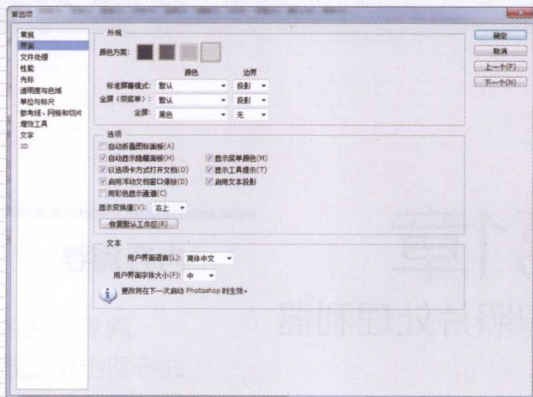 首选项
常规
界面
文件处理
性能
光标
透明度与色域
单位与标尺
参考线、网格和切片
增效工具
文字
3D
外观
颜色方案:
颜色 边界
标准屏幕模式: 默认 投影
全屏（带菜单）: 默认 投影
全屏: 黑色 无
选项
自动折叠图标面板(A)
自动显示隐藏面板(H) 显示菜单颜色(M)
以选项卡方式打开文档(O) 显示工具提示(T)
启用浮动文档窗口停放(D) 启用文本投影
用彩色显示通道(C)
显示变换值(V): 右上
恢复默认工作区(R)
文本
用户界面语言(L): 简体中文
用户界面字体大小(F): 中
更改将在下一次启动 Photoshop 时生效。
确定
取消
上一个(P)
下一个(N)